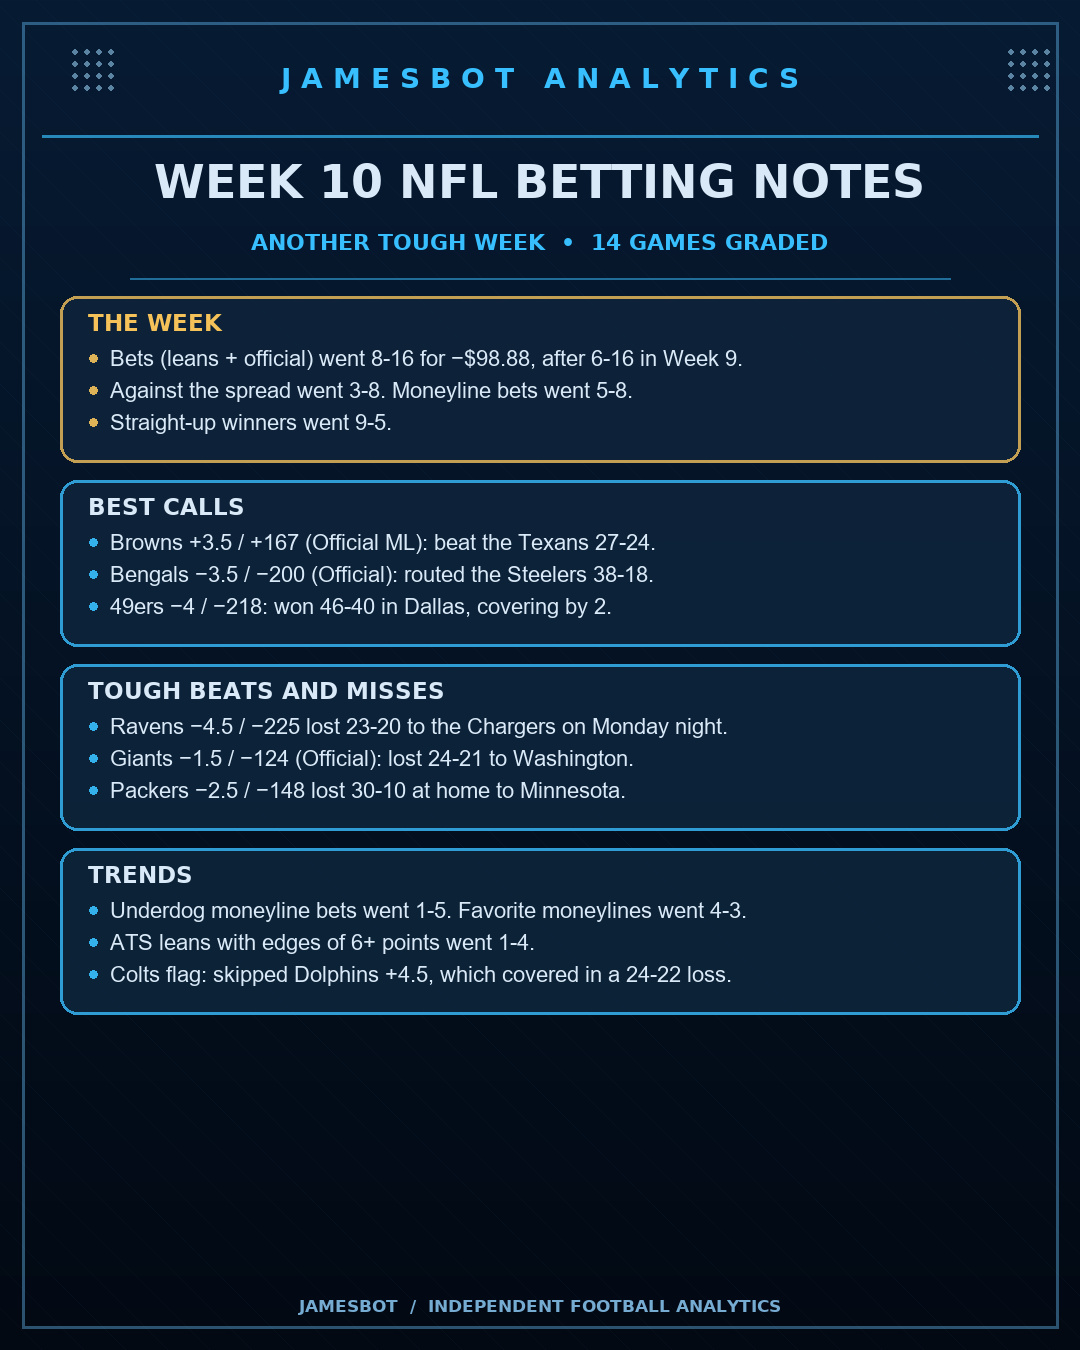 JAMESBOT ANALYTICS
WEEK 10 NFL BETTING NOTES
ANOTHER TOUGH WEEK • 14 GAMES GRADED
THE WEEK
• Bets (leans + official) went 8-16 for −$98.88, after 6-16 in Week 9.
• Against the spread went 3-8. Moneyline bets went 5-8.
• Straight-up winners went 9-5.
BEST CALLS
• Browns +3.5 / +167 (Official ML): beat the Texans 27-24.
• Bengals −3.5 / −200 (Official): routed the Steelers 38-18.
• 49ers −4 / −218: won 46-40 in Dallas, covering by 2.
TOUGH BEATS AND MISSES
• Ravens −4.5 / −225 lost 23-20 to the Chargers on Monday night.
• Giants −1.5 / −124 (Official): lost 24-21 to Washington.
• Packers −2.5 / −148 lost 30-10 at home to Minnesota.
TRENDS
• Underdog moneyline bets went 1-5. Favorite moneylines went 4-3.
• ATS leans with edges of 6+ points went 1-4.
• Colts flag: skipped Dolphins +4.5, which covered in a 24-22 loss.
JAMESBOT / INDEPENDENT FOOTBALL ANALYTICS